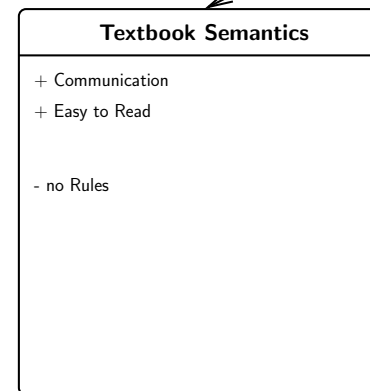 Textbook Semantics
+ Communication
+ Easy to Read
- no Rules